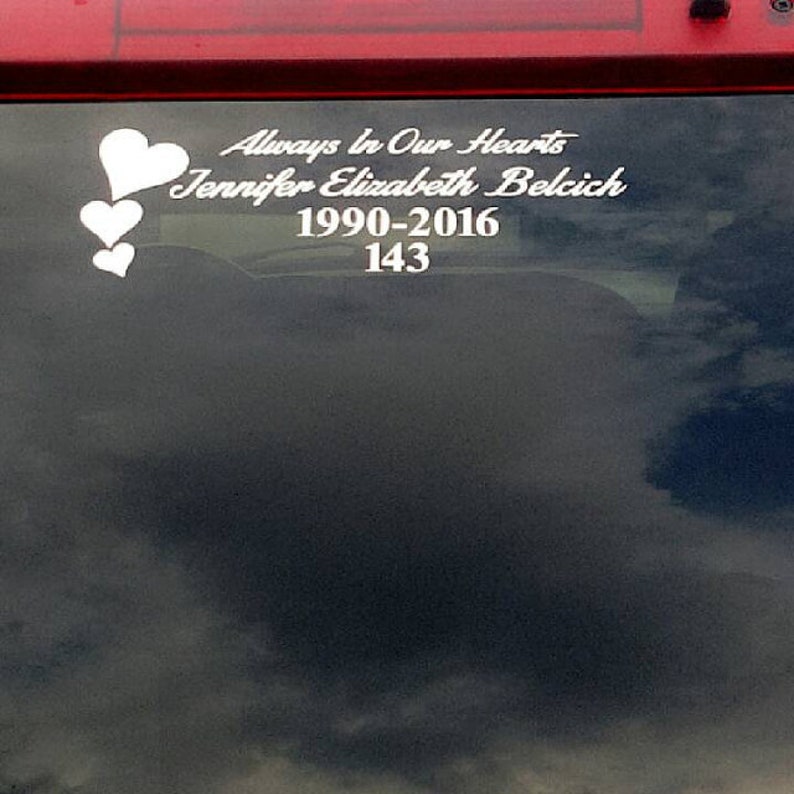 Always In Our Hearts
Jennifer Elizabeth Belcich
1990-2016
143